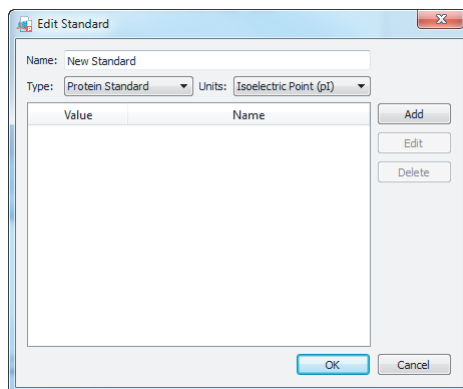 Edit Standard
Name: New Standard
Type: Protein Standard Units: Isoelectric Point (pI)
Value Name
Add
Edit
Delete
OK Cancel